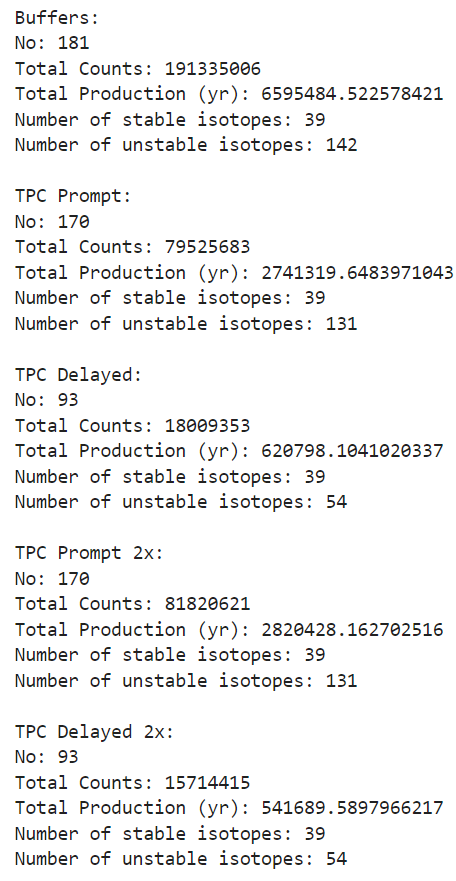 Buffers:
No: 181
Total Counts: 191335006
Total Production (yr): 6595484.522578421
Number of stable isotopes: 39
Number of unstable isotopes: 142

TPC Prompt:
No: 170
Total Counts: 79525683
Total Production (yr): 2741319.6483971043
Number of stable isotopes: 39
Number of unstable isotopes: 131

TPC Delayed:
No: 93
Total Counts: 18009353
Total Production (yr): 620798.1041020337
Number of stable isotopes: 39
Number of unstable isotopes: 54

TPC Prompt 2x:
No: 170
Total Counts: 81820621
Total Production (yr): 2820428.162702516
Number of stable isotopes: 39
Number of unstable isotopes: 131

TPC Delayed 2x:
No: 93
Total Counts: 15714415
Total Production (yr): 541689.5897966217
Number of stable isotopes: 39
Number of unstable isotopes: 54